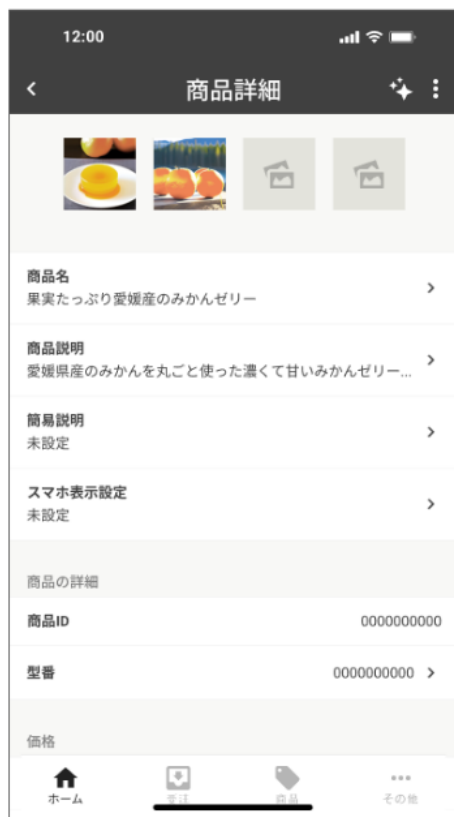 12:00
商品詳細
商品名
果実たっぷり愛媛産のみかんゼリー
商品説明
愛媛県産のみかんを丸ごと使った濃くて甘いみかんゼリー...
簡易説明
未設定
スマホ表示設定
未設定
商品の詳細
商品ID
0000000000
型番
0000000000
価格
ホーム
受注
商品
その他